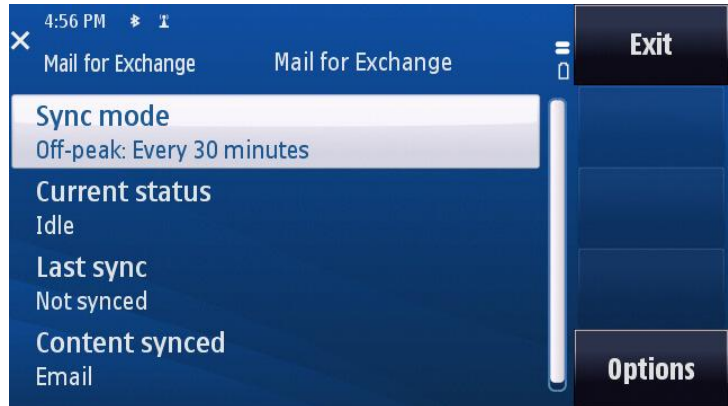 4:56 PM
Mail for Exchange
Mail for Exchange
Exit
Sync mode
Off-peak: Every 30 minutes
Current status
Idle
Last sync
Not synced
Content synced
Email
Options